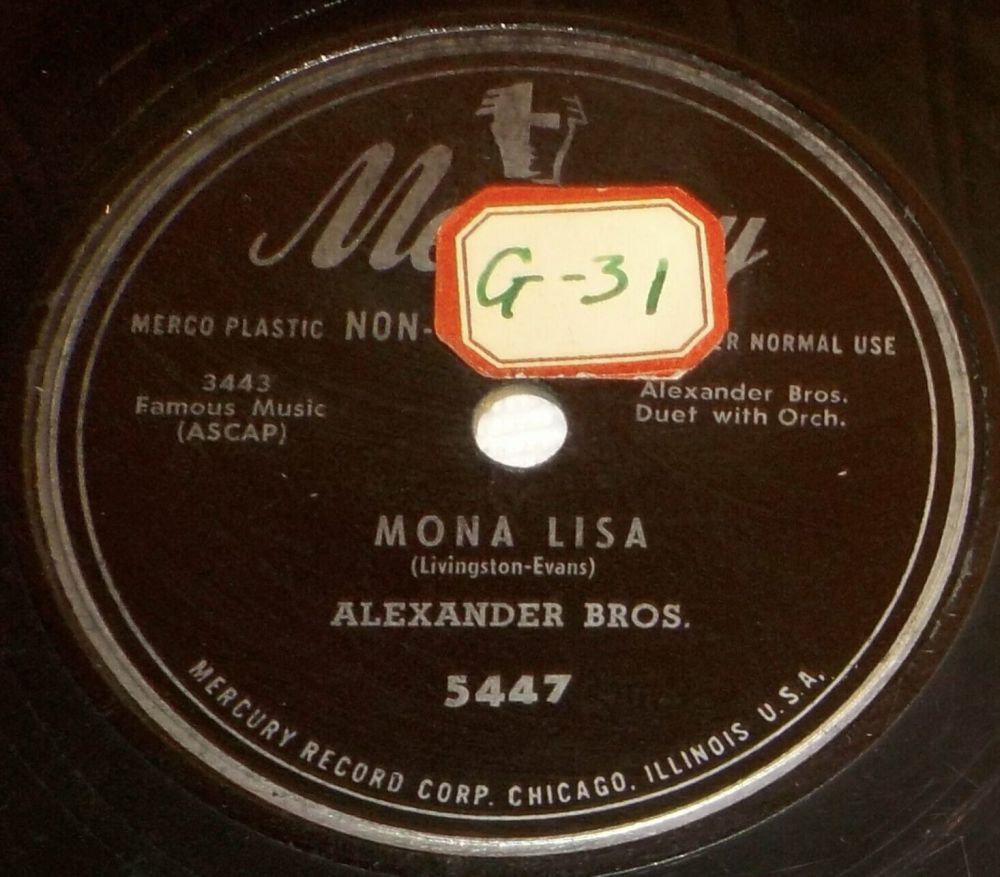 Me y
G-31
MERCO PLASTIC NON- R NORMAL USE
3443
Famous Music
(ASCAP)
Alexander Bros.
Duet with Orch.
MONA LISA
(Livingston-Evans)
ALEXANDER BROS.
5447
MERCURY RECORD CORP. CHICAGO, ILLINOIS U.S.A.